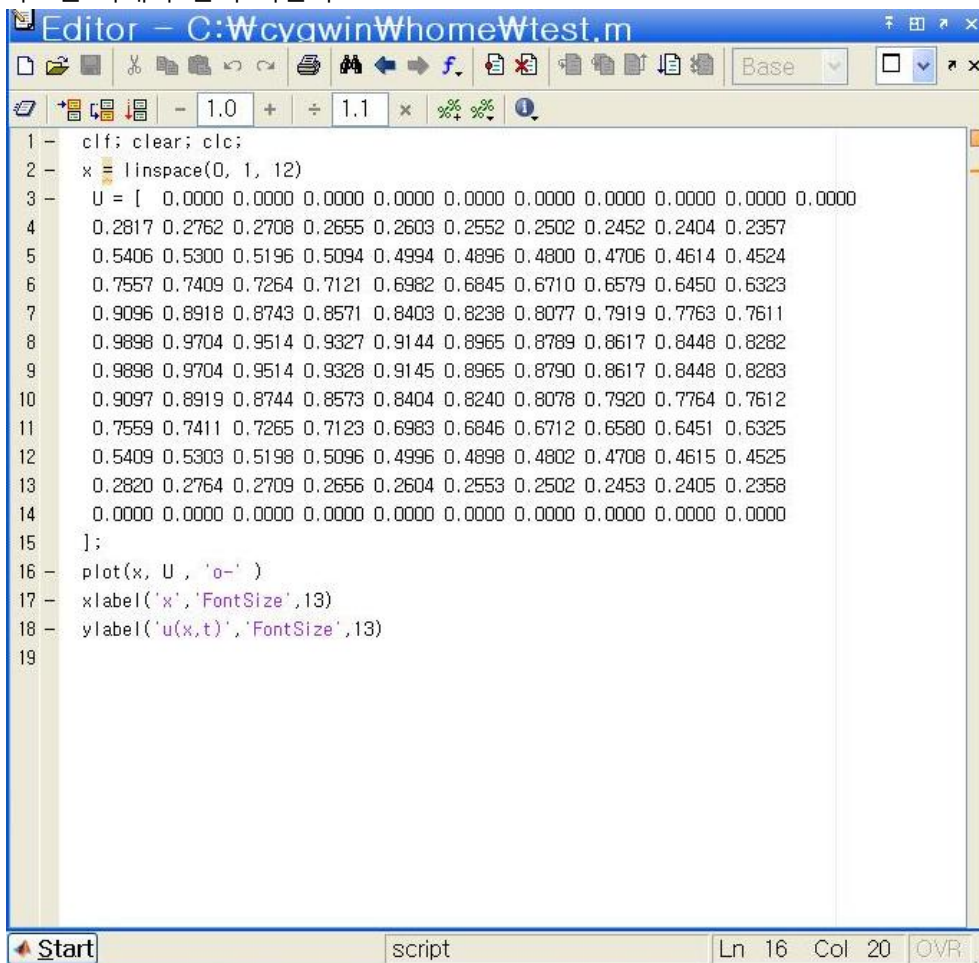 Editor - C:₩cygwin₩home₩test.m
Base
- 1.0 + ÷ 1.1 ×
1 - clf; clear; clc;
2 - x = linspace(0, 1, 12)
3 - U = [ 0.0000 0.0000 0.0000 0.0000 0.0000 0.0000 0.0000 0.0000 0.0000 0.0000
4 0.2817 0.2762 0.2708 0.2655 0.2603 0.2552 0.2502 0.2452 0.2404 0.2357
5 0.5406 0.5300 0.5196 0.5094 0.4994 0.4896 0.4800 0.4706 0.4614 0.4524
6 0.7557 0.7409 0.7264 0.7121 0.6982 0.6845 0.6710 0.6579 0.6450 0.6323
7 0.9096 0.8918 0.8743 0.8571 0.8403 0.8238 0.8077 0.7919 0.7763 0.7611
8 0.9898 0.9704 0.9514 0.9327 0.9144 0.8965 0.8789 0.8617 0.8448 0.8282
9 0.9898 0.9704 0.9514 0.9328 0.9145 0.8965 0.8790 0.8617 0.8448 0.8283
10 0.9097 0.8919 0.8744 0.8573 0.8404 0.8240 0.8078 0.7920 0.7764 0.7612
11 0.7559 0.7411 0.7265 0.7123 0.6983 0.6846 0.6712 0.6580 0.6451 0.6325
12 0.5409 0.5303 0.5198 0.5096 0.4996 0.4898 0.4802 0.4708 0.4615 0.4525
13 0.2820 0.2764 0.2709 0.2656 0.2604 0.2553 0.2502 0.2453 0.2405 0.2358
14 0.0000 0.0000 0.0000 0.0000 0.0000 0.0000 0.0000 0.0000 0.0000 0.0000
15 ];
16 - plot(x, U , 'o-' )
17 - xlabel('x','FontSize',13)
18 - ylabel('u(x,t)','FontSize',13)
19
Start script Ln 16 Col 20 OVR